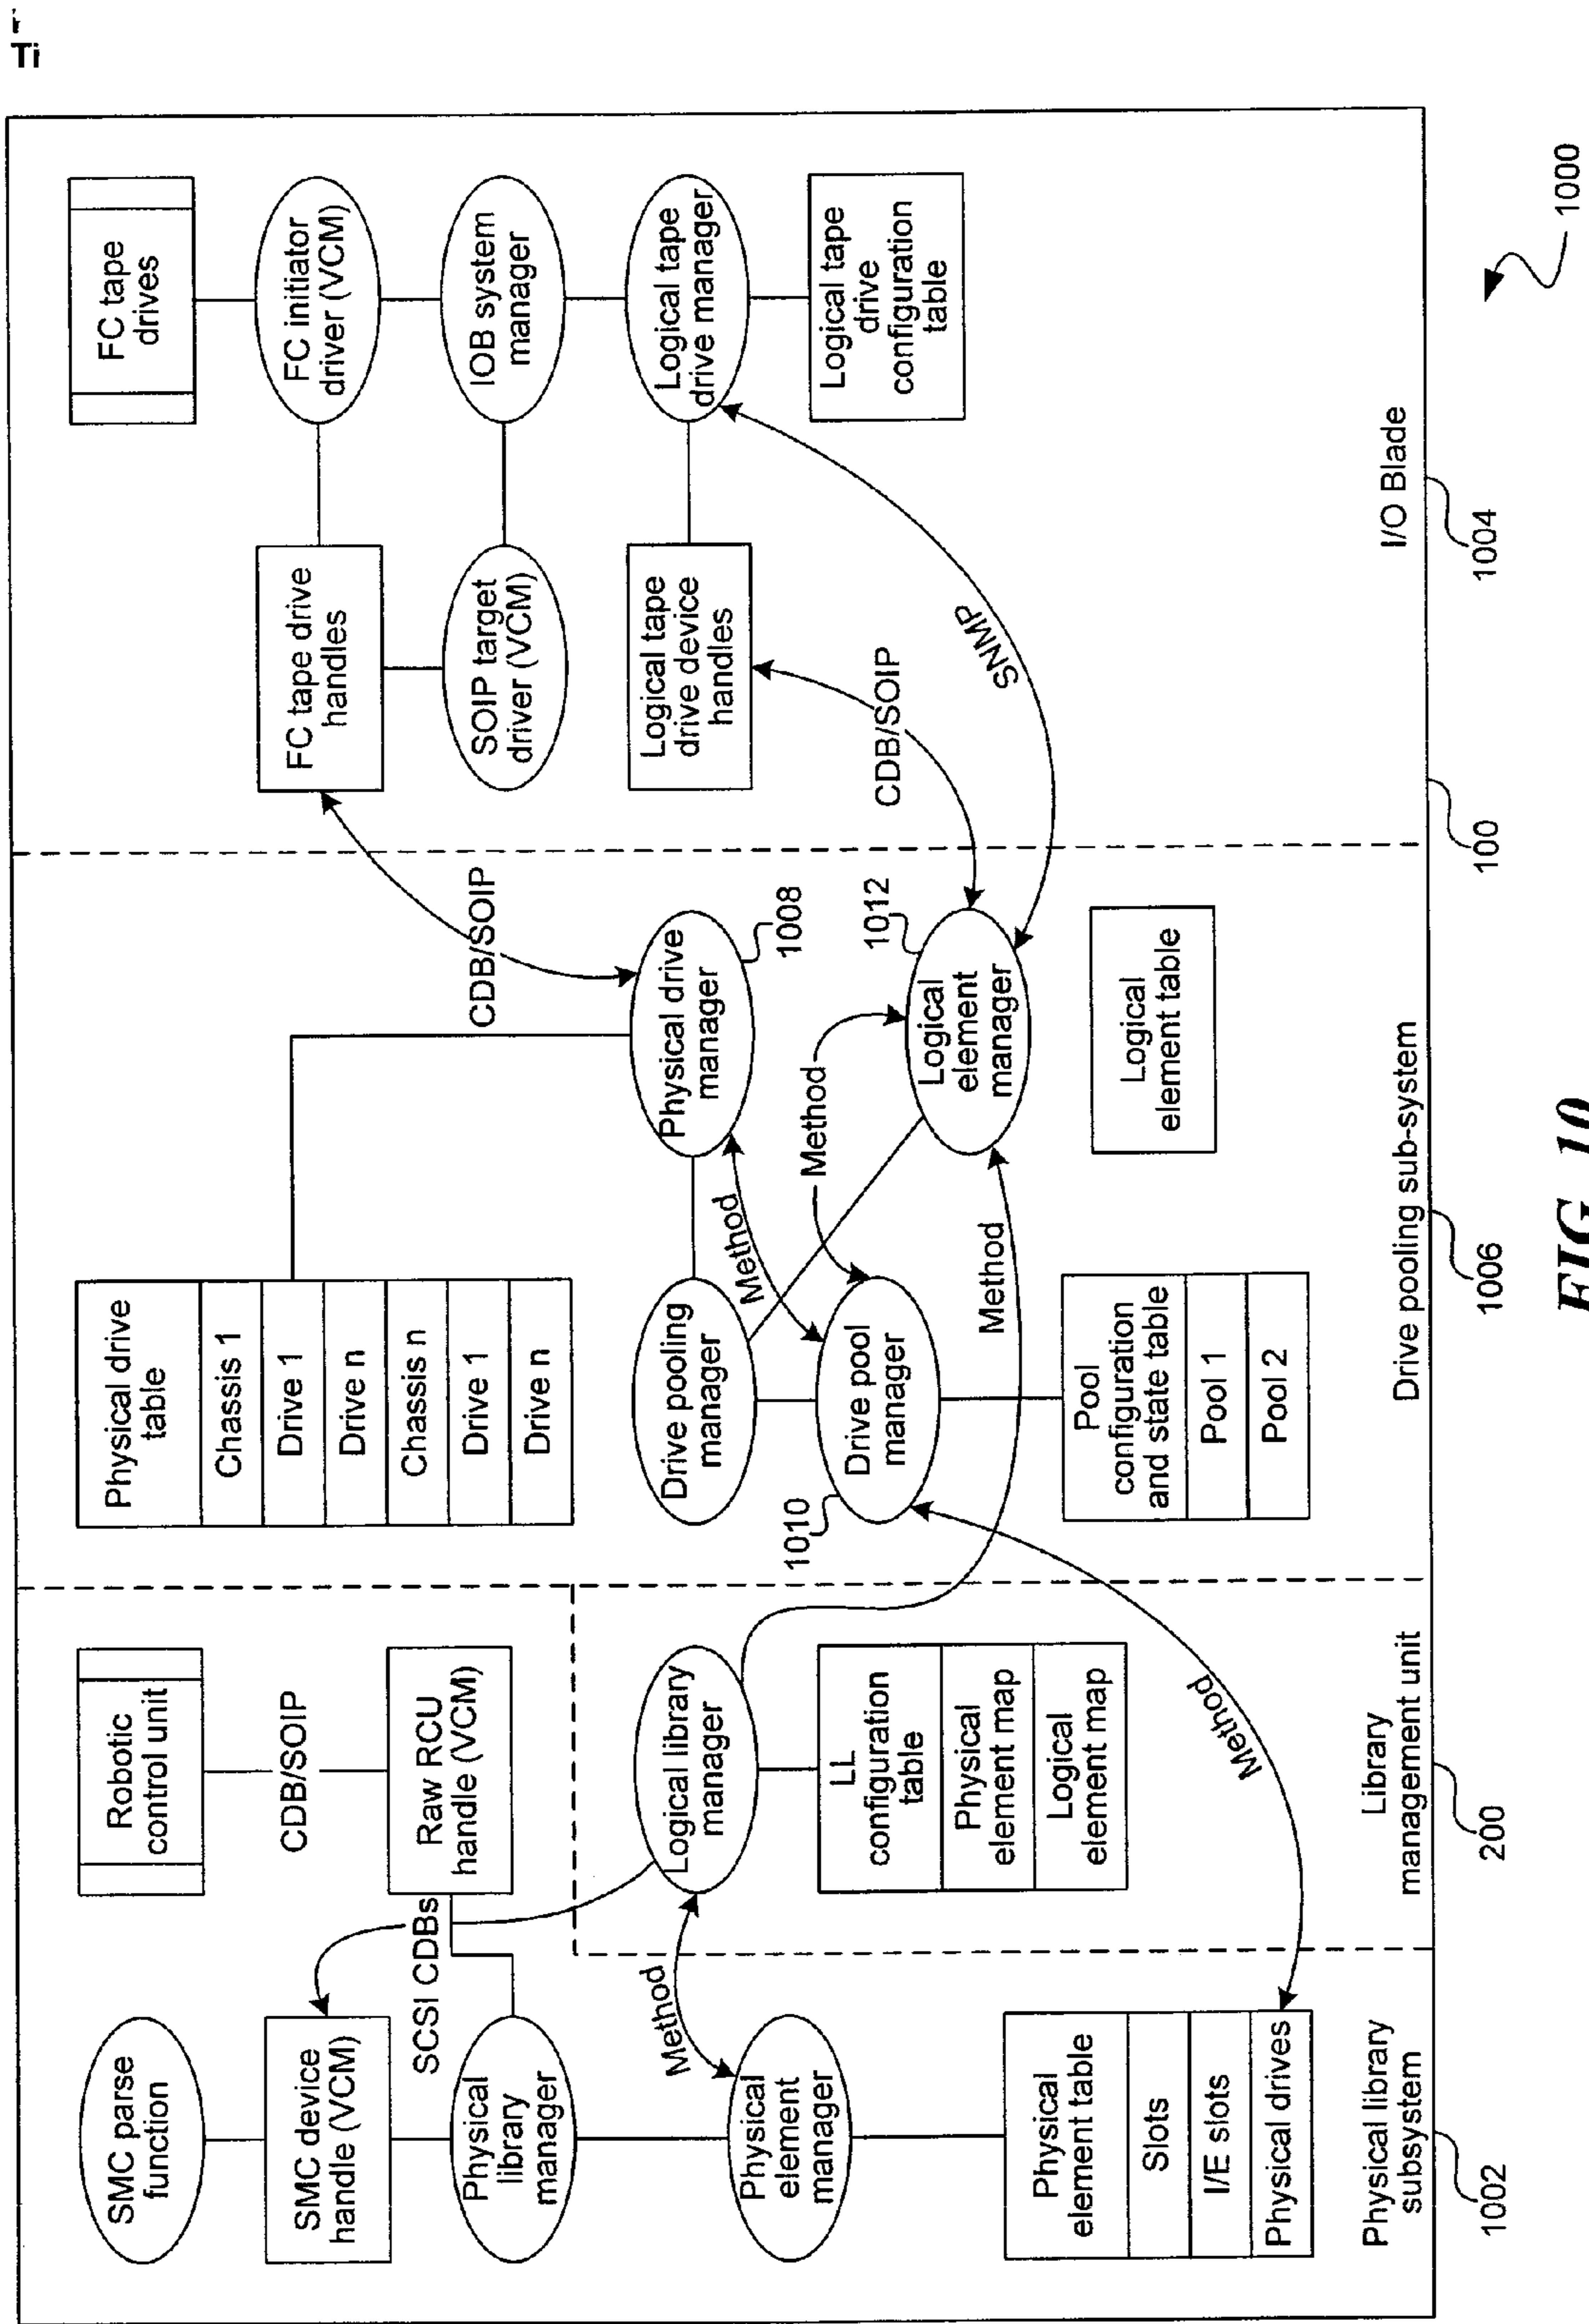 Ti
SMC parse
function
SMC device
handle (VCM)
SCSI CDBs
Physical
library
manager
Method
Physical
element
manager
Physical
element table
Slots
I/E slots
Physical drives
Physical library
subsystem
1002
Robotic
control unit
CDB/SOIP
Raw RCU
handle (VCM)
Logical library
manager
LL
configuration
table
Physical
element map
Logical
element map
Method
Library
management unit
200
Physical drive
table
Chassis 1
Drive 1
Drive n
Chassis n
Drive 1
Drive n
CDB/SOIP
Physical drive
manager
1008
Drive pooling
manager
Method
Method
1012
Logical
element
manager
Drive pool
manager
1010
Method
Pool
configuration
and state table
Pool 1
Pool 2
Logical
element table
Drive pooling sub-system
1006
FC tape
drives
FC tape drive
handles
FC initiator
driver (VCM)
SOIP target
driver (VCM)
IOB system
manager
Logical tape
drive device
handles
Logical tape
drive manager
CDB/SOIP
SNMP
Logical tape
drive
configuration
table
I/O Blade
1004
100
1000
FIG. 10